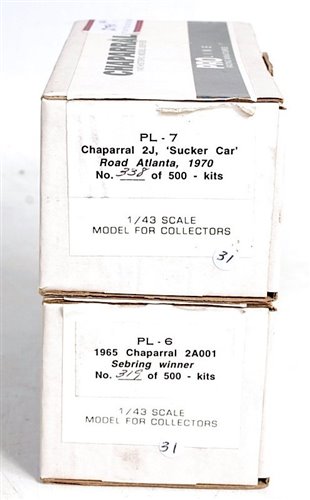 CHAPARRAL
PRO LINE
PL - 7
Chaparral 2J, 'Sucker Car'
Road Atlanta, 1970
No. 338 of 500 - kits
1/43 SCALE
MODEL FOR COLLECTORS
31
PL - 6
1965 Chaparral 2A001
Sebring winner
No. 319 of 500 - kits
1/43 SCALE
MODEL FOR COLLECTORS
31